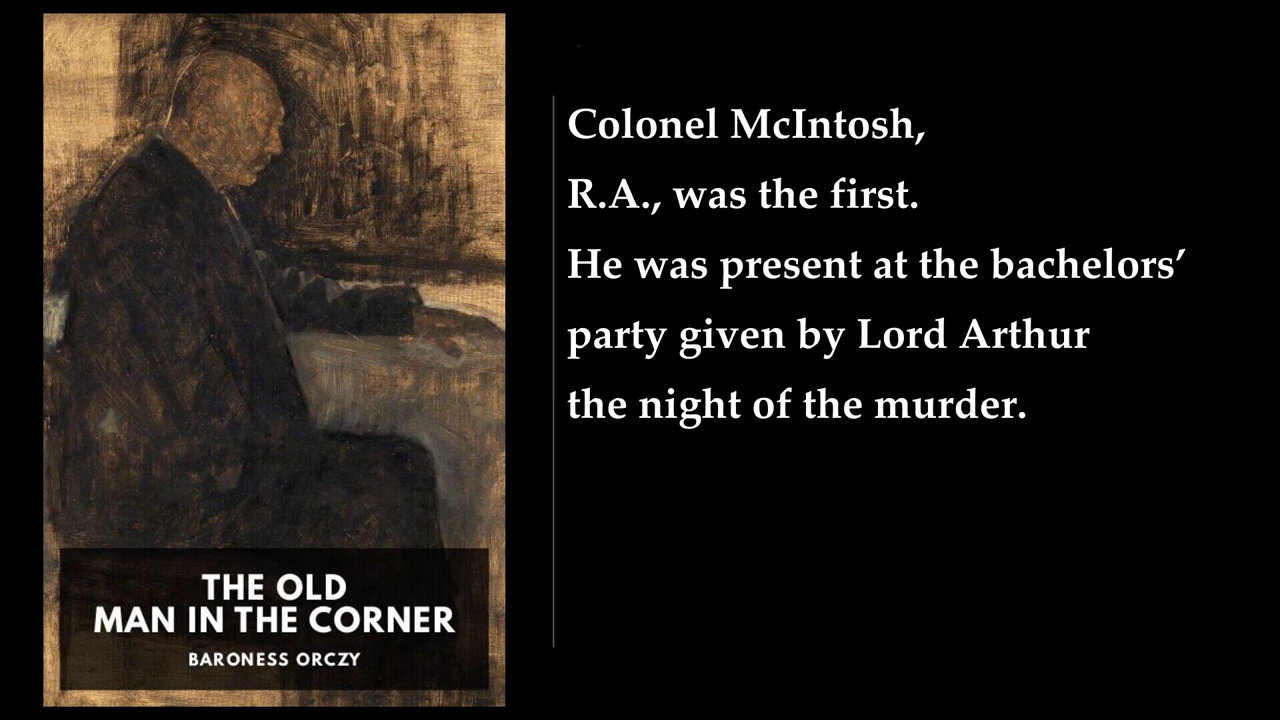 Colonel McIntosh,
R.A., was the first.
He was present at the bachelors’
party given by Lord Arthur
the night of the murder.
THE OLD
MAN IN THE CORNER
BARONESS ORCZY